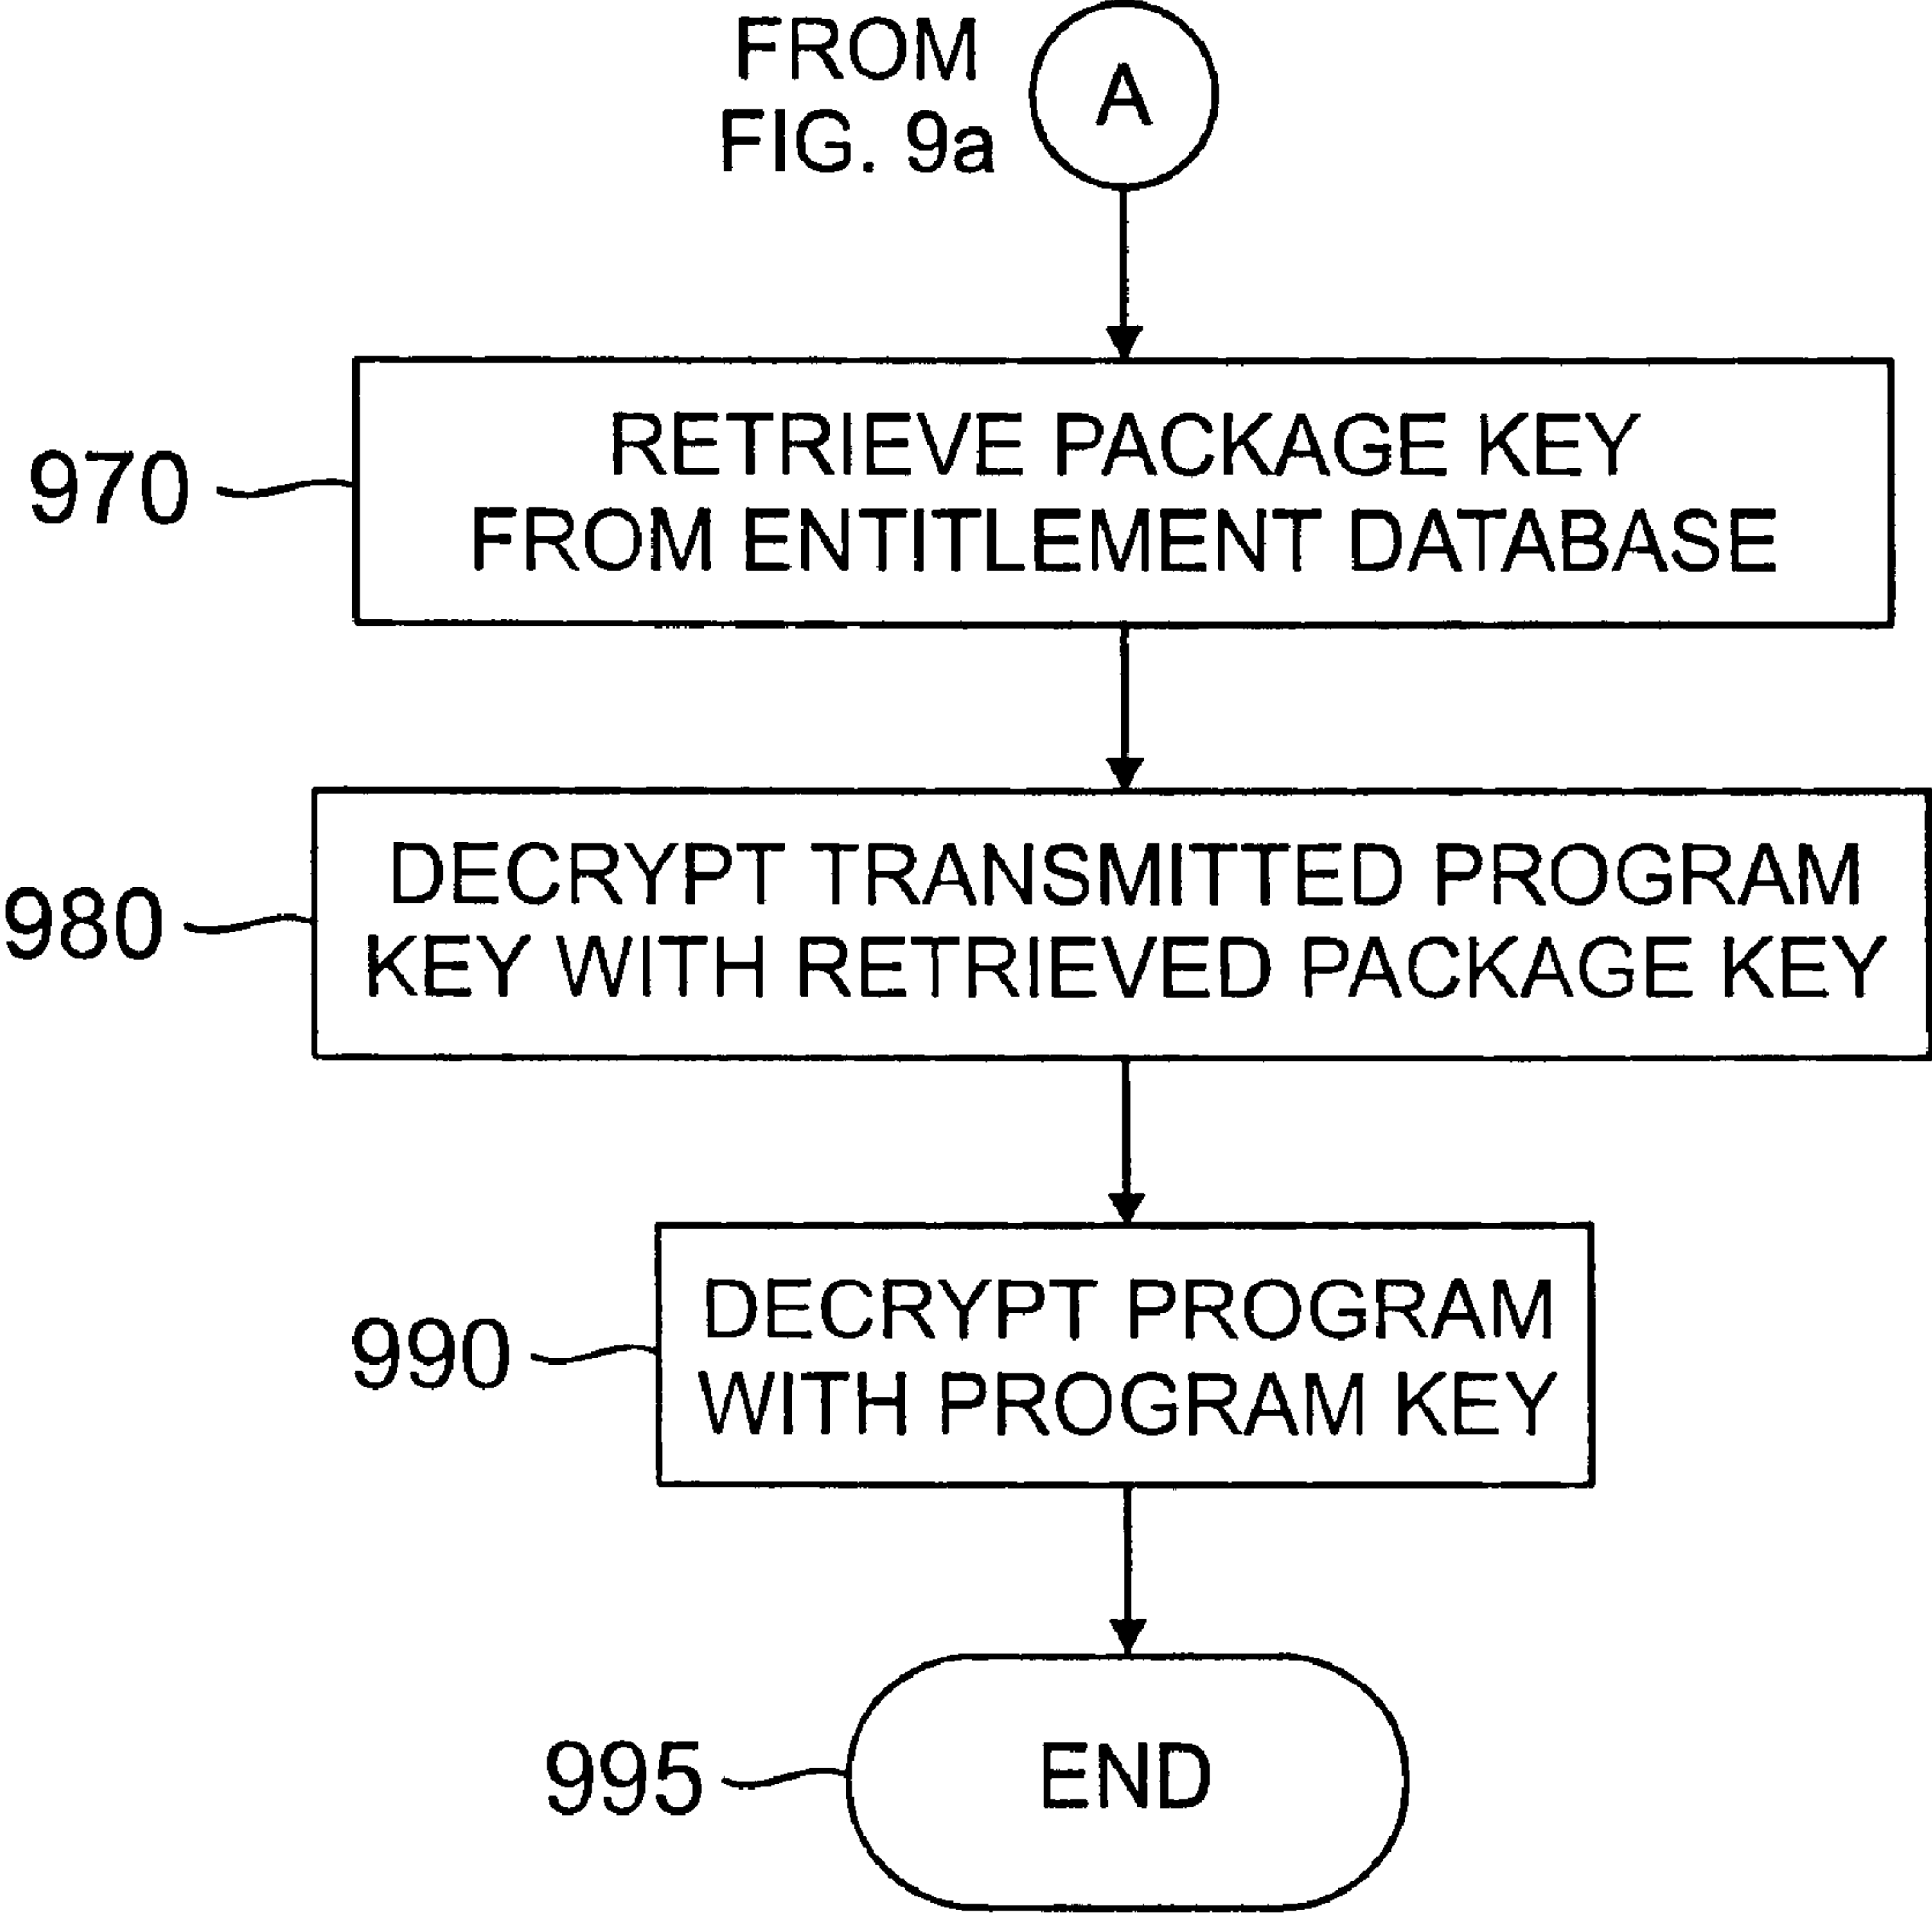 FROM
FIG. 9a
A
970
RETRIEVE PACKAGE KEY
FROM ENTITLEMENT DATABASE
980
DECRYPT TRANSMITTED PROGRAM
KEY WITH RETRIEVED PACKAGE KEY
990
DECRYPT PROGRAM
WITH PROGRAM KEY
995
END